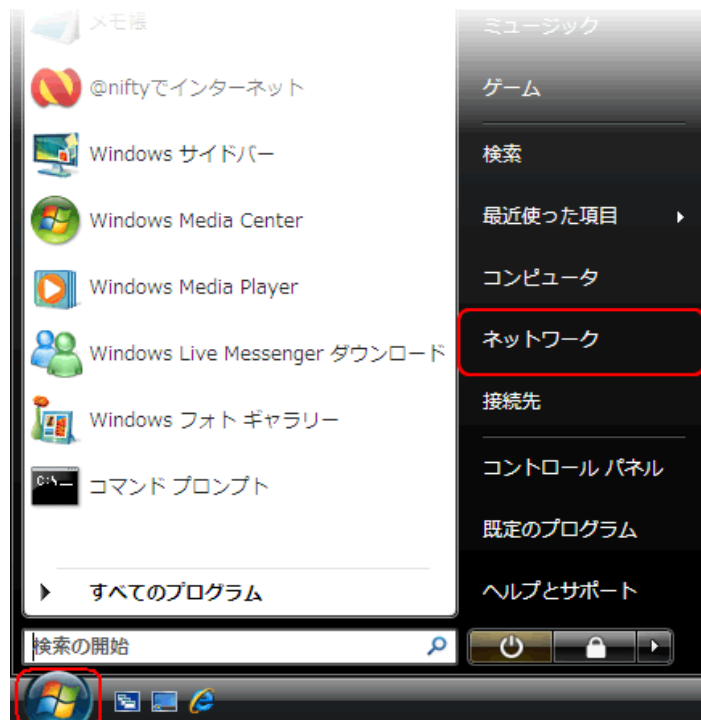 メモ帳
@niftyでインターネット
Windows サイドバー
Windows Media Center
Windows Media Player
Windows Live Messenger ダウンロード
Windows フォト ギャラリー
C:\
コマンド プロンプト
すべてのプログラム
検索の開始
ミュージック
ゲーム
検索
最近使った項目
コンピュータ
ネットワーク
接続先
コントロール パネル
既定のプログラム
ヘルプとサポート